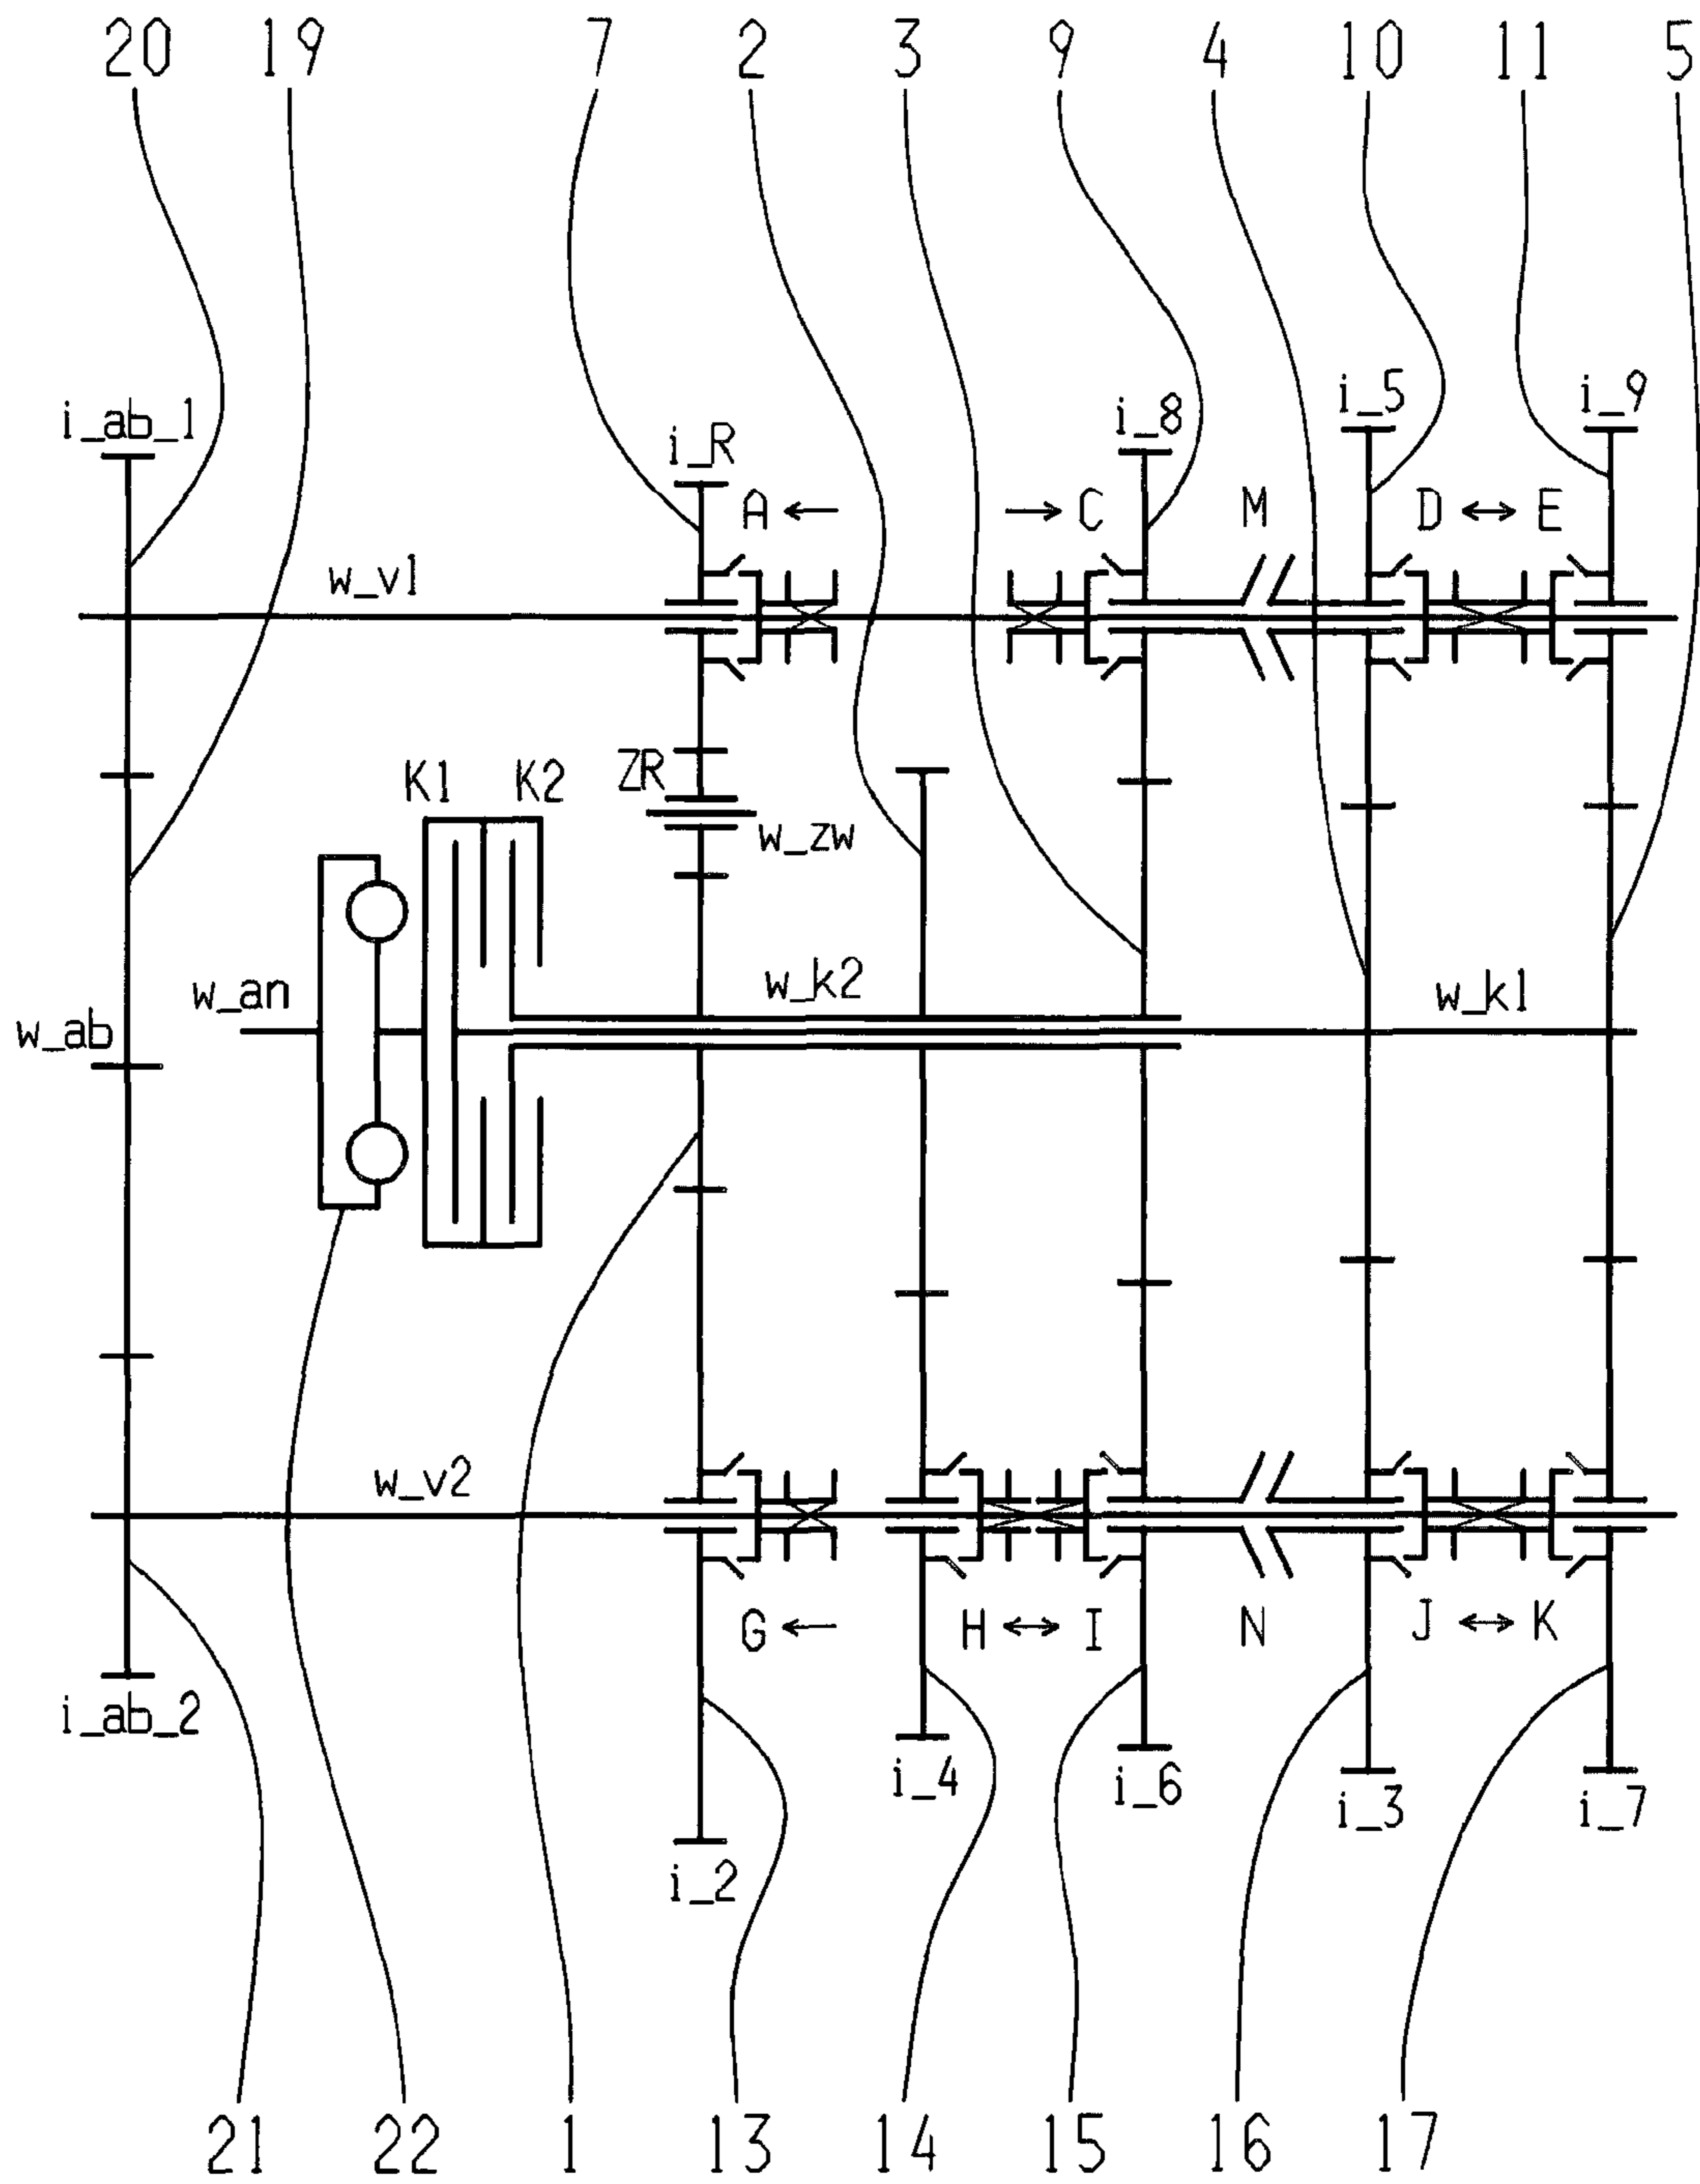 20 19 7 2 3 9 4 10 11 5
i_ab_1 i_R i_8 i_5 i_9
A ← → C M D ↔ E
w_v1
K1 K2 ZR
w_zw
w_an w_k2 w_k1
w_ab
w_v2
G ← H ↔ I N J ↔ K
i_ab_2 i_4 i_6 i_3 i_7
i_2
21 22 1 13 14 15 16 17